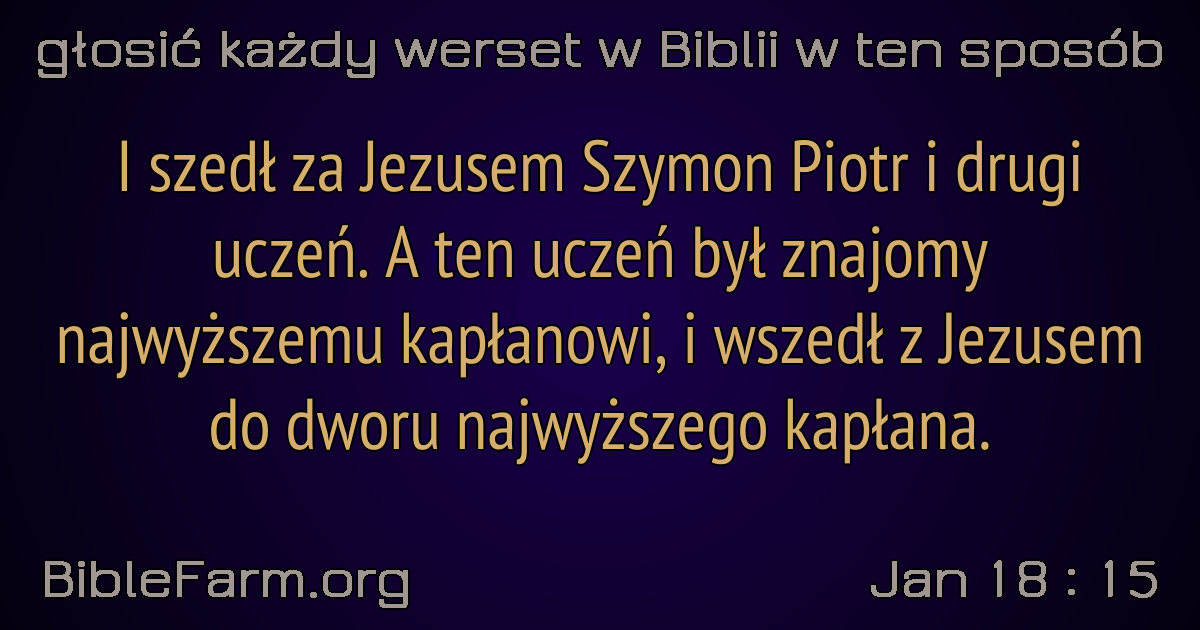 głosić każdy werset w Biblii w ten sposób
I szedł za Jezusem Szymon Piotr i drugi
uczeń. A ten uczeń był znajomy
najwyższemu kapłanowi, i wszedł z Jezusem
do dworu najwyższego kapłana.
BibleFarm.org
Jan 18 : 15